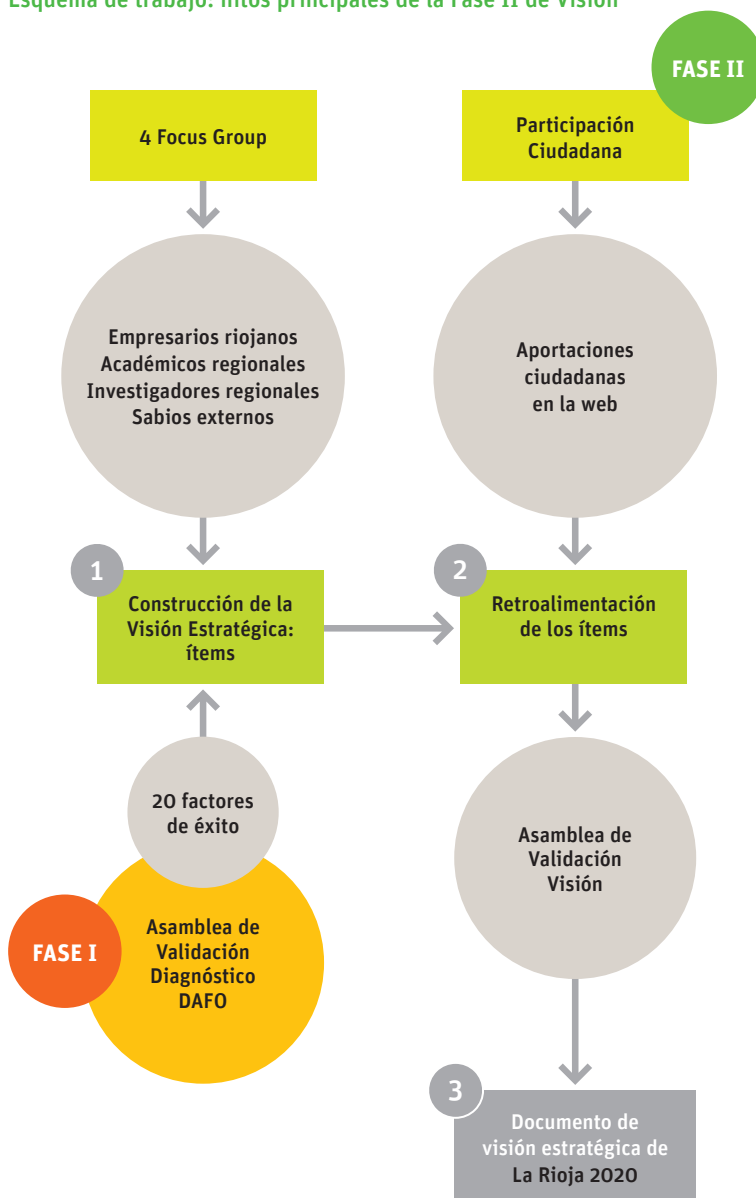 Esquema de trabajo: hitos principales de la Fase II de Visión
FASE II
4 Focus Group
Participación
Ciudadana
Empresarios riojanos
Académicos regionales
Investigadores regionales
Sabios externos
Aportaciones
ciudadanas
en la web
1
Construcción de la
Visión Estratégica:
ítems
2
Retroalimentación
de los ítems
20 factores
de éxito
FASE I
Asamblea de
Validación
Diagnóstico
DAFO
Asamblea de
Validación
Visión
3
Documento de
visión estratégica de
La Rioja 2020